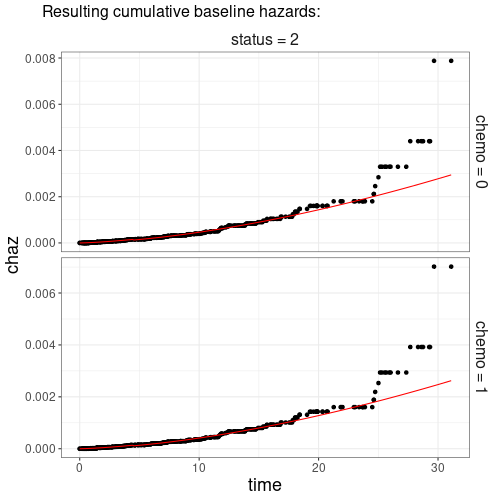 Resulting cumulative baseline hazards:
status = 2
0.008
0.006
0.004
0.002
0.000
chemo = 0
chaz
0.006
0.004
0.002
0.000
chemo = 1
0
10
20
30
time